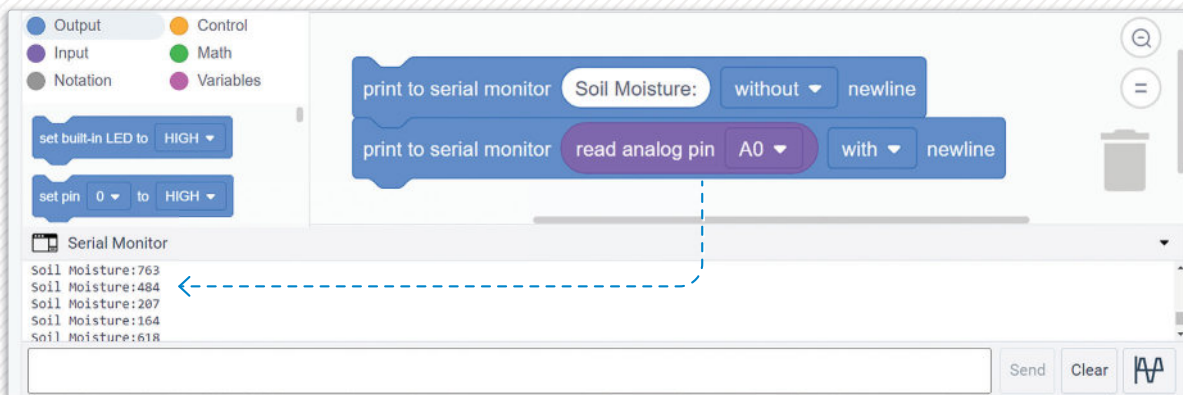 Output Control
Input Math
Notation Variables
set built-in LED to HIGH
set pin 0 to HIGH
print to serial monitor Soil Moisture: without newline
print to serial monitor read analog pin A0 with newline
Serial Monitor
Soil Moisture:763
Soil Moisture:484
Soil Moisture:207
Soil Moisture:164
Soil Moisture:618
Send Clear